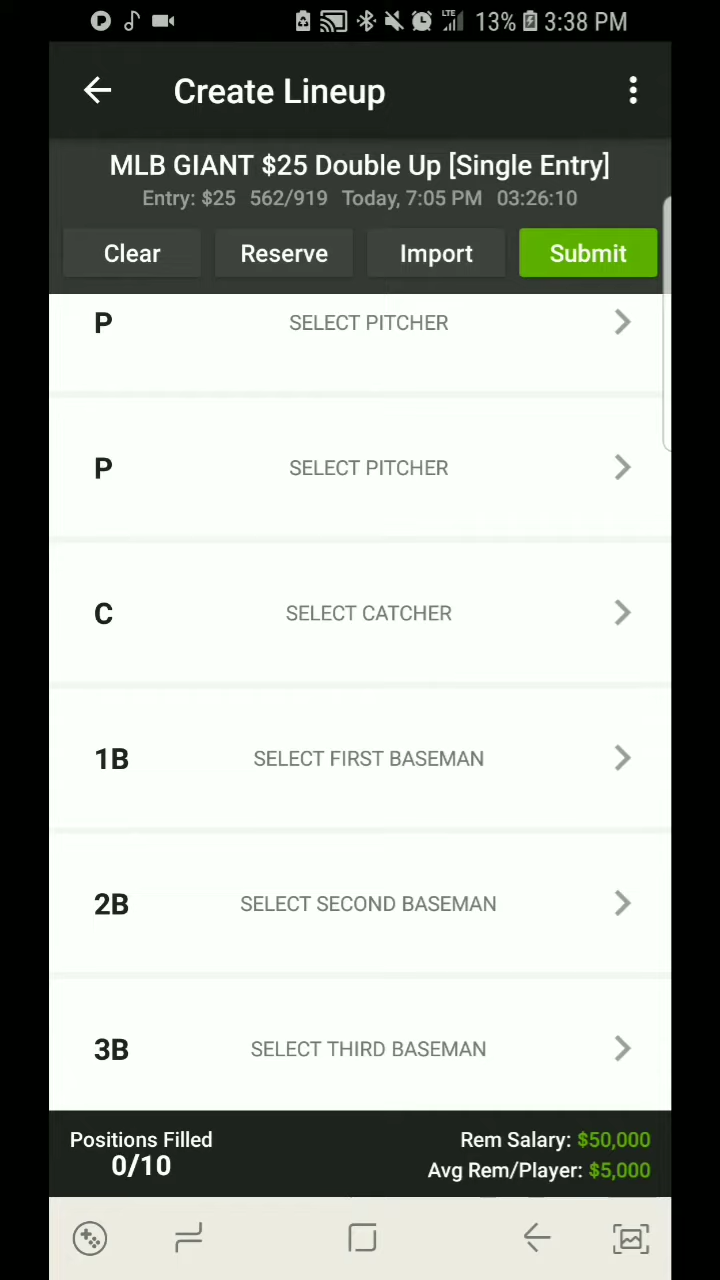 LTE 13% 3:38 PM
Create Lineup
MLB GIANT $25 Double Up [Single Entry]
Entry: $25 562/919 Today, 7:05 PM 03:26:10
Clear Reserve Import Submit
P SELECT PITCHER
P SELECT PITCHER
C SELECT CATCHER
1B SELECT FIRST BASEMAN
2B SELECT SECOND BASEMAN
3B SELECT THIRD BASEMAN
Positions Filled Rem Salary: $50,000
0/10 Avg Rem/Player: $5,000